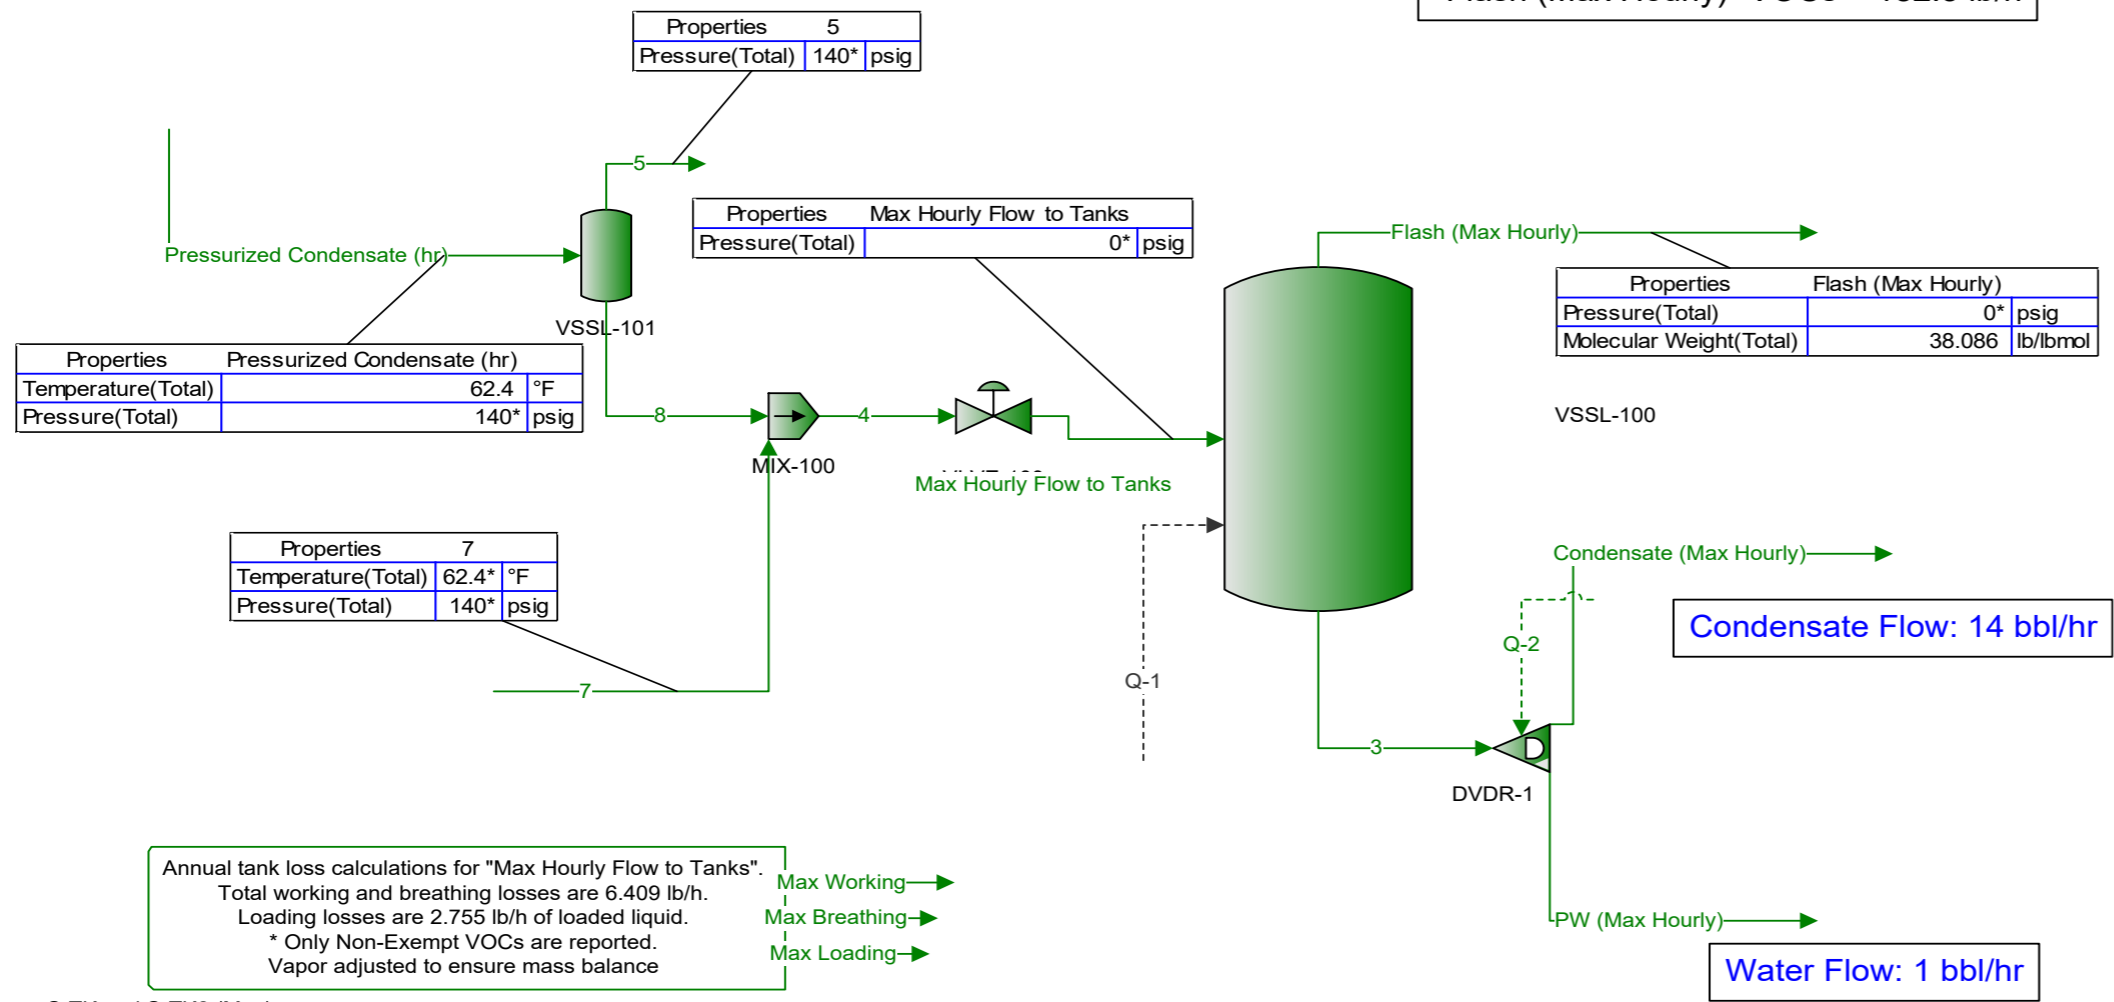 Flash (Max Hourly)
Properties 5
Pressure(Total) 140* psig
5
Properties Max Hourly Flow to Tanks
Pressure(Total) 0* psig
Flash (Max Hourly)
Pressurized Condensate (hr)
Properties Flash (Max Hourly)
Pressure(Total) 0* psig
Molecular Weight(Total) 38.086 lb/lbmol
VSSL-101
Properties Pressurized Condensate (hr)
Temperature(Total) 62.4 °F
Pressure(Total) 140* psig
8
4
VSSL-100
MIX-100
Max Hourly Flow to Tanks
Properties 7
Temperature(Total) 62.4* °F
Pressure(Total) 140* psig
Condensate (Max Hourly)
Condensate Flow: 14 bbl/hr
Q-2
Q-1
7
3
DVDR-1
Annual tank loss calculations for "Max Hourly Flow to Tanks".
Total working and breathing losses are 6.409 lb/h.
Loading losses are 2.755 lb/h of loaded liquid.
* Only Non-Exempt VOCs are reported.
Vapor adjusted to ensure mass balance
Max Working
Max Breathing
Max Loading
PW (Max Hourly)
Water Flow: 1 bbl/hr